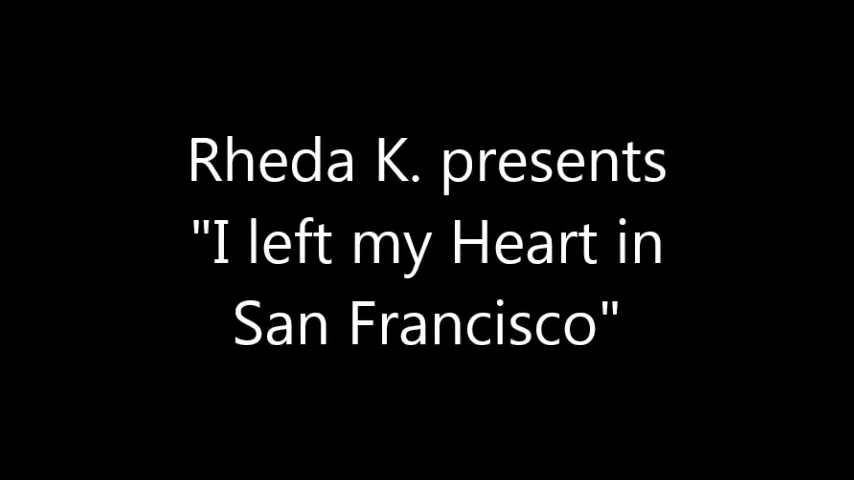 Rheda K. presents
"I left my Heart in
San Francisco"